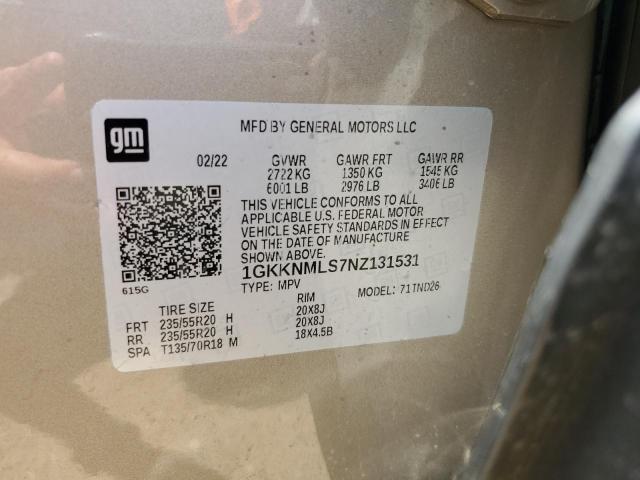 gm
MFD BY GENERAL MOTORS LLC
02/22 GVWR GAWR FRT GAWR RR
2722 KG 1350 KG 1545 KG
6001 LB 2976 LB 3406 LB
THIS VEHICLE CONFORMS TO ALL
APPLICABLE U.S. FEDERAL MOTOR
VEHICLE SAFETY STANDARDS IN EFFECT
ON THE DATE OF MANUFACTURE
1GKKNMLS7NZ131531
615G
TYPE: MPV MODEL: 71TND26
TIRE SIZE RIM
FRT 235/55R20 H 20X8J
RR 235/55R20 H 20X8J
SPA T135/70R18 M 18X4.5B